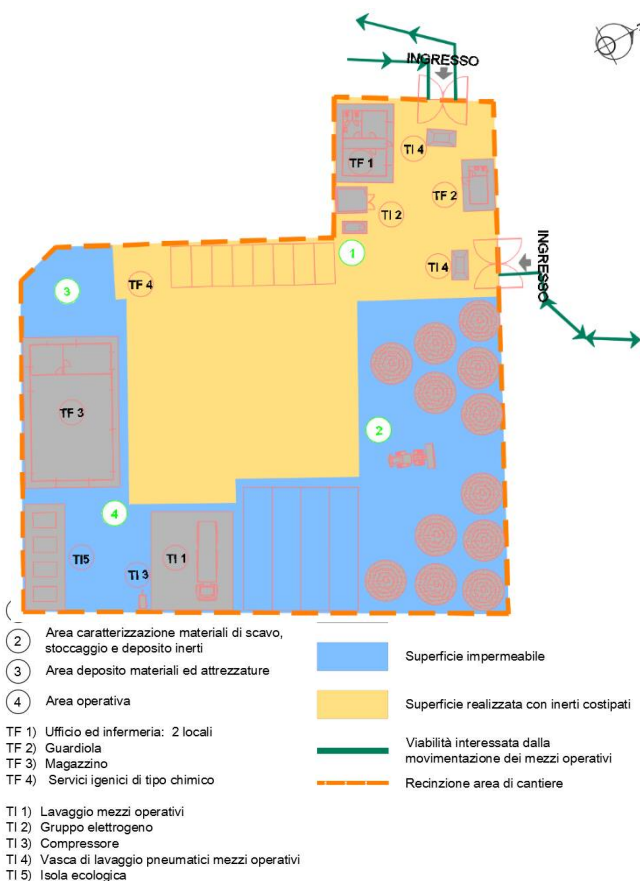 INGRESSO
TF 1
TI 4
TF 2
TI 2
1
TI 4
INGRESSO
3
TF 4
TF 3
2
4
TI5
TI 3
TI 1
2 Area caratterizzazione materiali di scavo,
stoccaggio e deposito inerti
3 Area deposito materiali ed attrezzature
4 Area operativa
TF 1) Ufficio ed infermeria: 2 locali
TF 2) Guardiola
TF 3) Magazzino
TF 4) Servizi igenici di tipo chimico
TI 1) Lavaggio mezzi operativi
TI 2) Gruppo elettrogeno
TI 3) Compressore
TI 4) Vasca di lavaggio pneumatici mezzi operativi
TI 5) Isola ecologica
Superficie impermeabile
Superficie realizzata con inerti costipati
Viabilità interessata dalla
movimentazione dei mezzi operativi
Recinzione area di cantiere